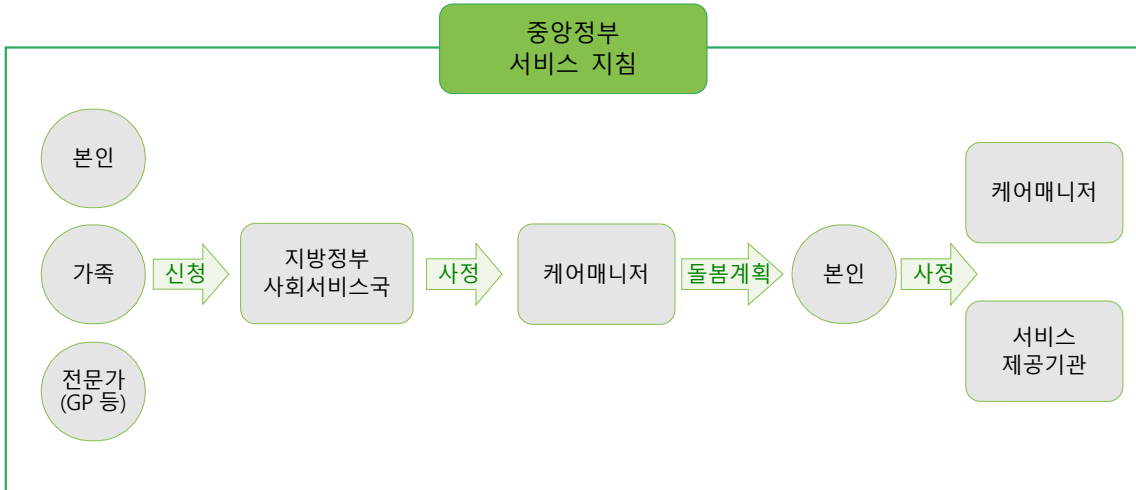 중앙정부
서비스 지침
본인
가족
전문가
(GP 등)
신청
지방정부
사회서비스국
사정
케어매니저
돌봄계획
본인
사정
케어매니저
서비스
제공기관